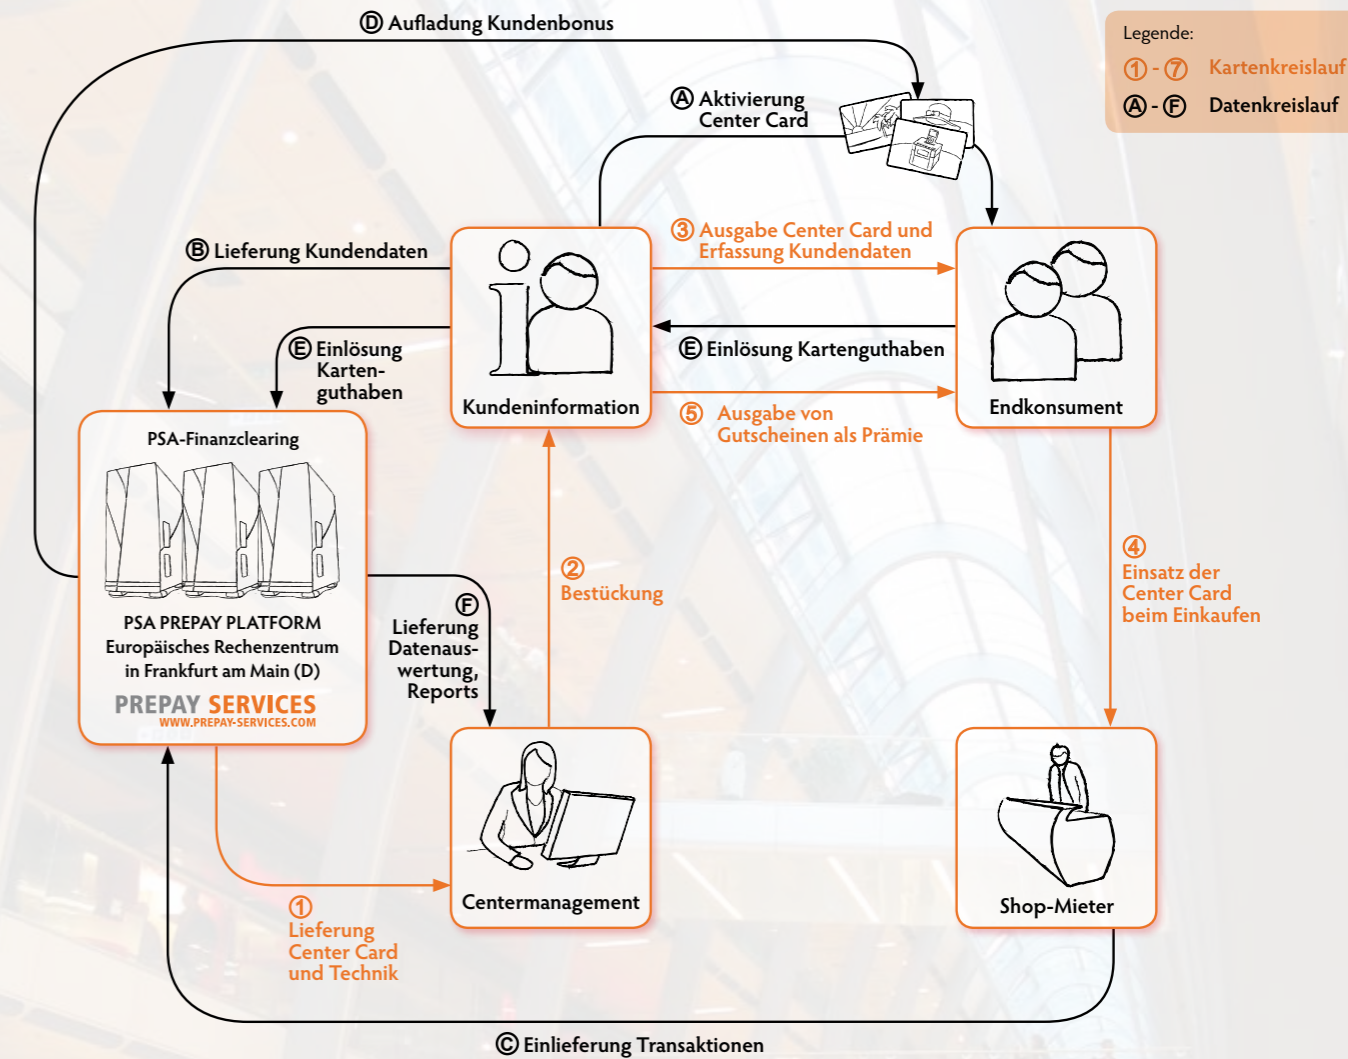 Ⓓ Aufladung Kundenbonus
Legende:
① - ⑦ Kartenkreislauf
Ⓐ - Ⓕ Datenkreislauf
Ⓐ Aktivierung
Center Card
③ Ausgabe Center Card und
Erfassung Kundendaten
Ⓑ Lieferung Kundendaten
Ⓔ Einlösung
Karten-
guthaben
Ⓔ Einlösung Kartenguthaben
Kundeninformation
⑤ Ausgabe von
Gutscheinen als Prämie
Endkonsument
PSA-Finanzclearing
PSA PREPAY PLATFORM
Europäisches Rechenzentrum
in Frankfurt am Main (D)
PREPAY SERVICES
WWW.PREPAY-SERVICES.COM
②
Bestückung
④
Einsatz der
Center Card
beim Einkaufen
Ⓕ
Lieferung
Datenaus-
wertung,
Reports
Centermanagement
Shop-Mieter
①
Lieferung
Center Card
und Technik
Ⓒ Einlieferung Transaktionen